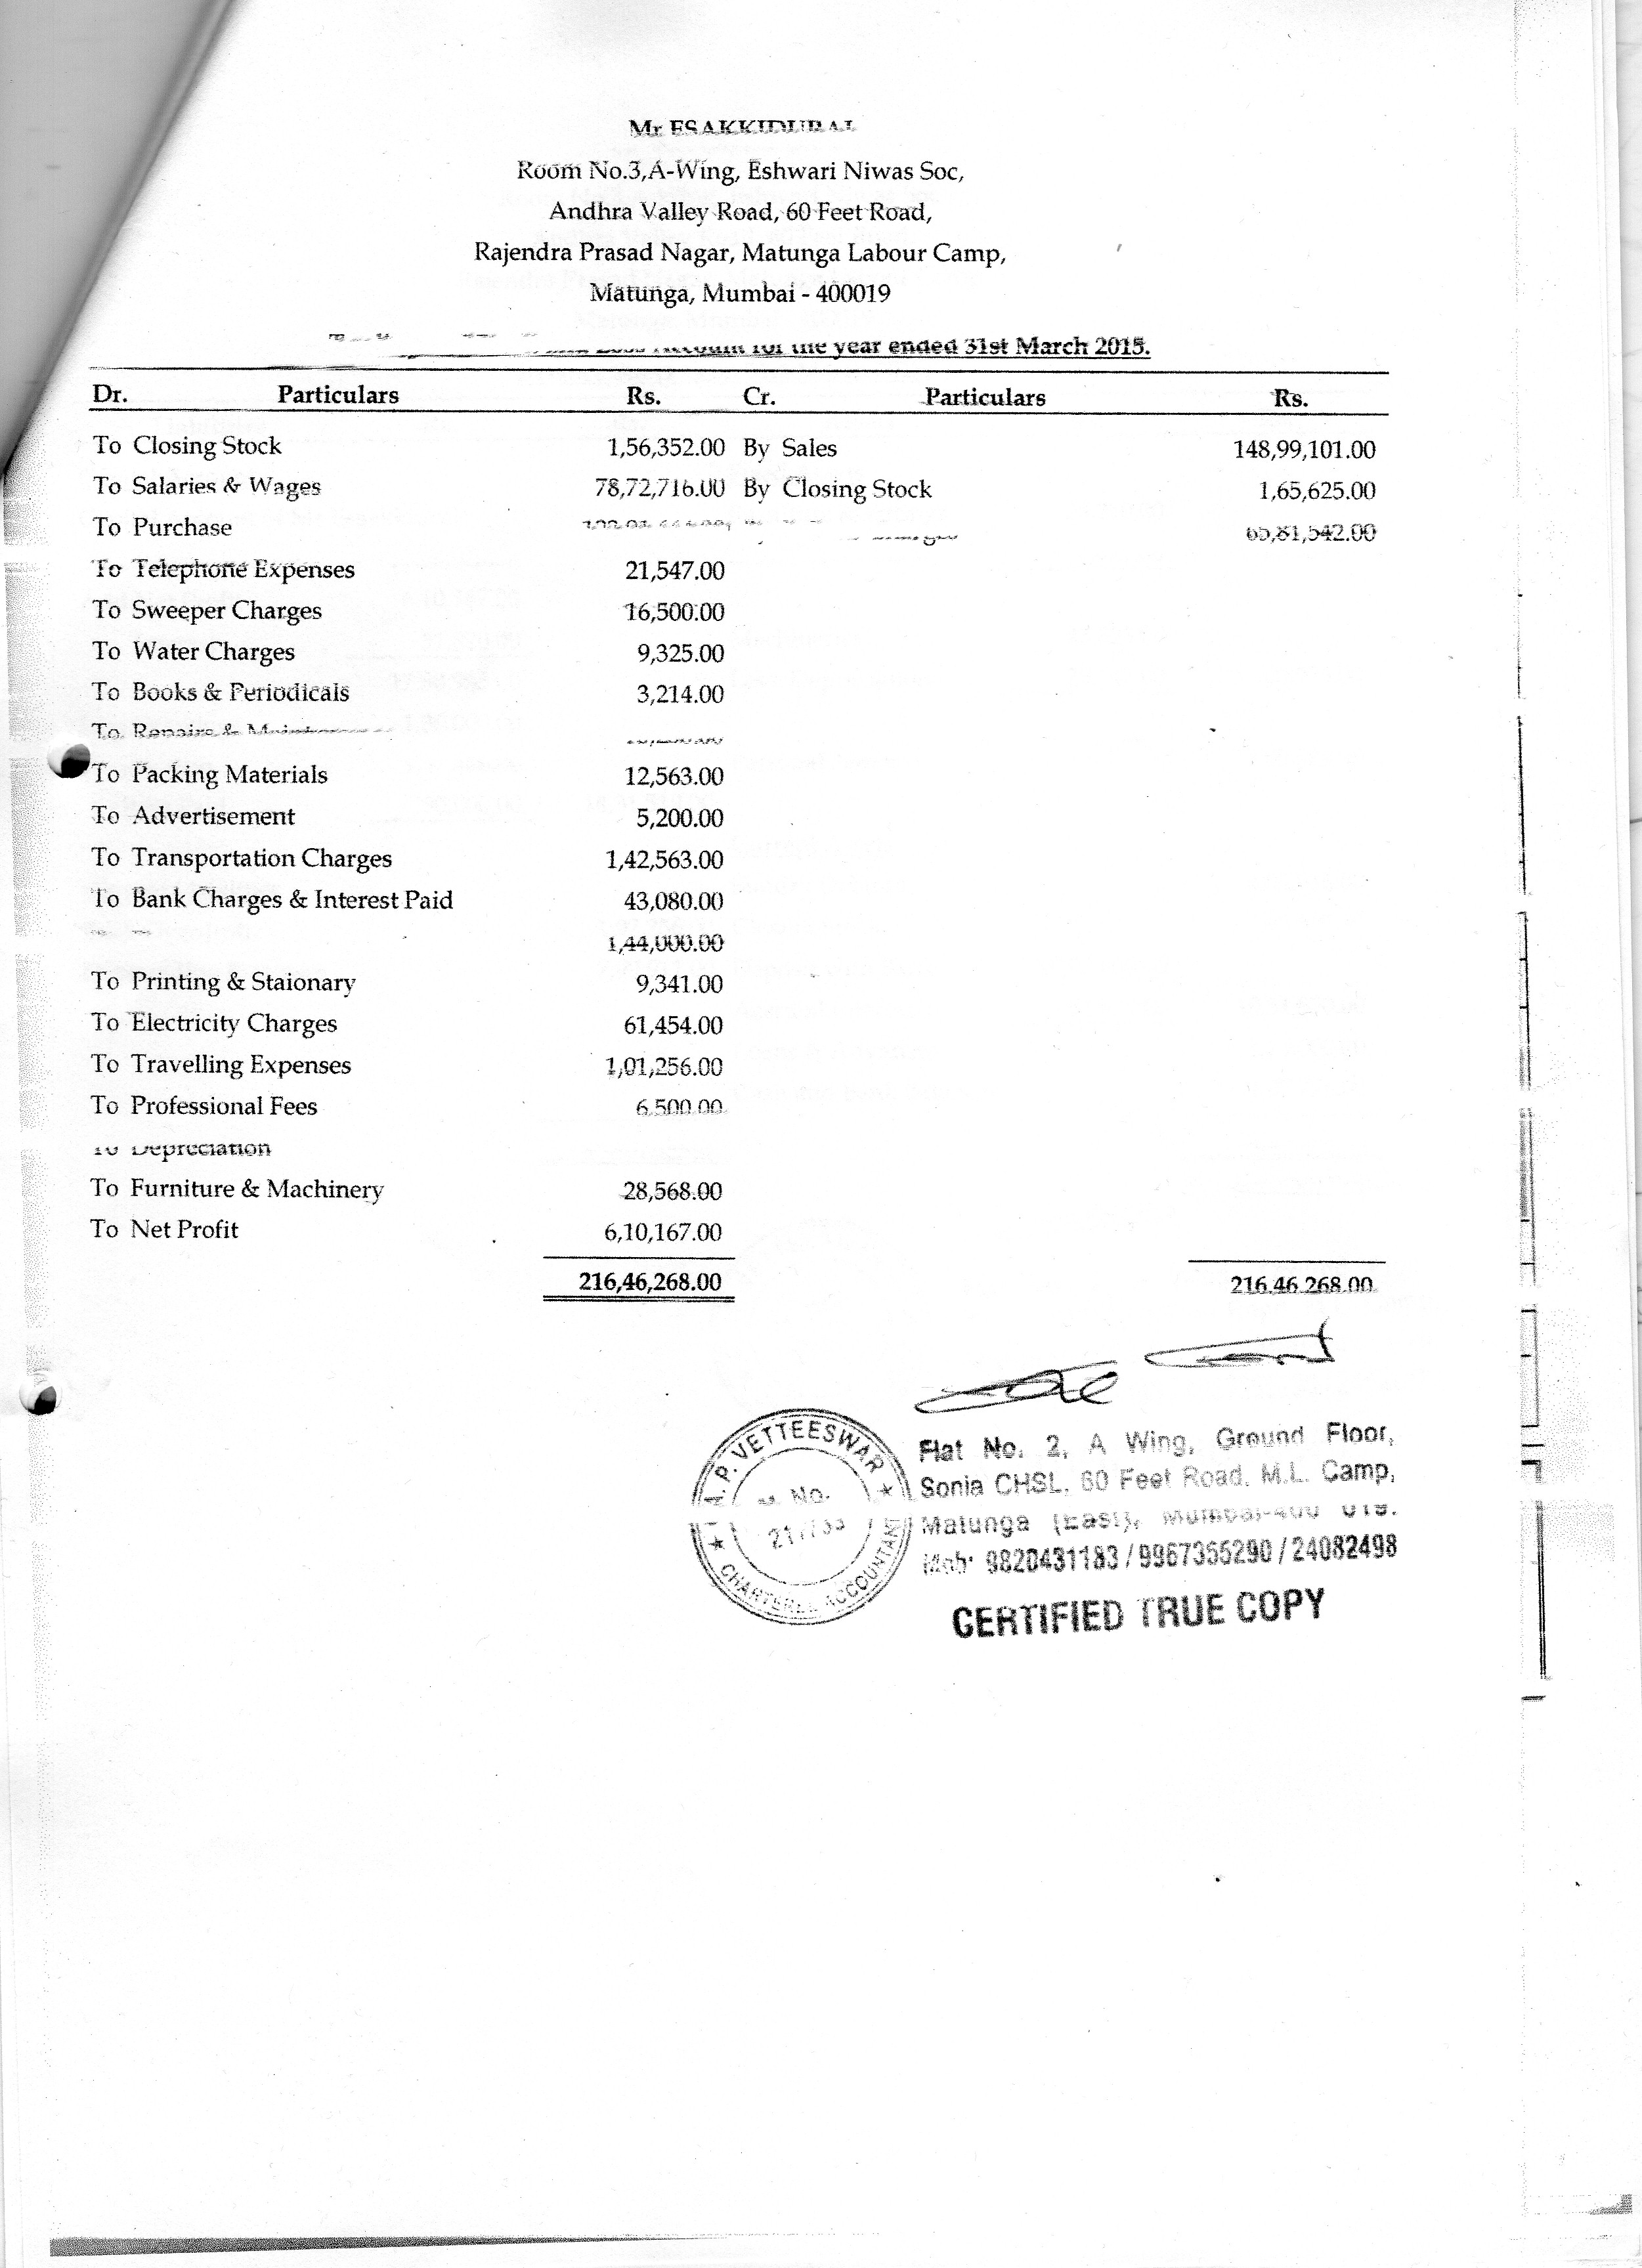 Mr ESAKKIDURAI
Room No.3,A-Wing, Eshwari Niwas Soc,
Andhra Valley Road, 60 Feet Road,
Rajendra Prasad Nagar, Matunga Labour Camp,
Matunga, Mumbai - 400019
Loss Account for the year ended 31st March 2015.
Dr. Particulars Rs. Cr. Particulars Rs.
To Closing Stock 1,56,352.00 By Sales 148,99,101.00
To Salaries & Wages 78,72,716.00 By Closing Stock 1,65,625.00
To Purchase 65,81,542.00
To Telephone Expenses 21,547.00
To Sweeper Charges 16,500.00
To Water Charges 9,325.00
To Books & Periodicals 3,214.00
To Repairs &
To Packing Materials 12,563.00
To Advertisement 5,200.00
To Transportation Charges 1,42,563.00
To Bank Charges & Interest Paid 43,080.00
1,44,000.00
To Printing & Staionary 9,341.00
To Electricity Charges 61,454.00
To Travelling Expenses 1,01,256.00
To Professional Fees 6,500.00
To Depreciation
To Furniture & Machinery 28,568.00
To Net Profit 6,10,167.00
216,46,268.00 216,46,268.00
P. VETTEESWAR
M. No.
CHARTERED ACCOUNTANT
Flat No. 2, A Wing, Ground Floor,
Sonia CHSL. 60 Feet Road. M.L. Camp,
Matunga (East), Mumbai-400 019.
Mob: 9820431183 / 9967355290 / 24082498
CERTIFIED TRUE COPY